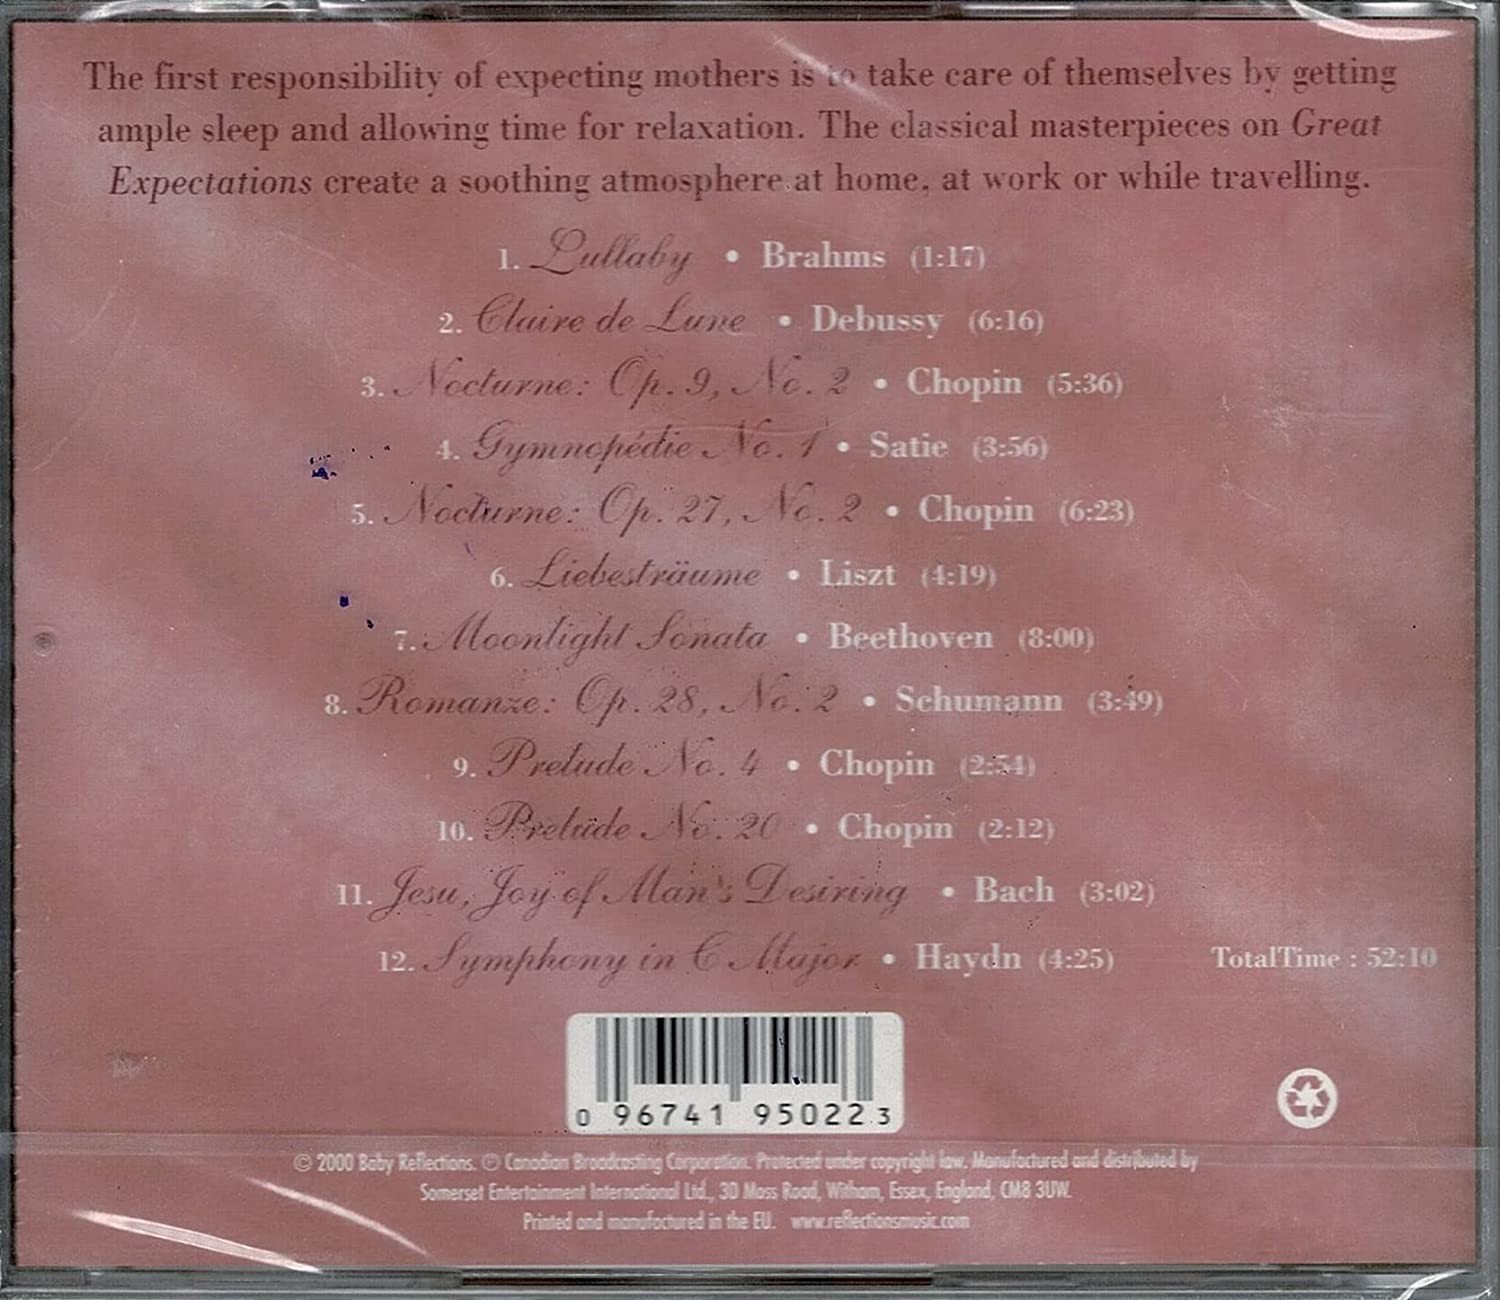 The first responsibility of expecting mothers is to take care of themselves by getting
ample sleep and allowing time for relaxation. The classical masterpieces on Great
Expectations create a soothing atmosphere at home, at work or while travelling.
1. Lullaby • Brahms (1:17)
2. Claire de Lune • Debussy (6:16)
3. Nocturne: Op. 9, No. 2 • Chopin (5:36)
4. Gymnopédie No. 1 • Satie (3:56)
5. Nocturne: Op. 27, No. 2 • Chopin (6:23)
6. Liebesträume • Liszt (4:19)
7. Moonlight Sonata • Beethoven (8:00)
8. Romanze: Op. 28, No. 2 • Schumann (3:49)
9. Prelude No. 4 • Chopin (2:54)
10. Prelude No. 20 • Chopin (2:12)
11. Jesu, Joy of Man's Desiring • Bach (3:02)
12. Symphony in C Major • Haydn (4:25) TotalTime : 52:10
0 96741 95022 3
© 2000 Baby Reflections. ℗ Canadian Broadcasting Corporation. Protected under copyright law. Manufactured and distributed by
Somerset Entertainment International Ltd., 3D Moss Road, Witham, Essex, England, CM8 3UW.
Printed and manufactured in the EU. www.reflectionsmusic.com